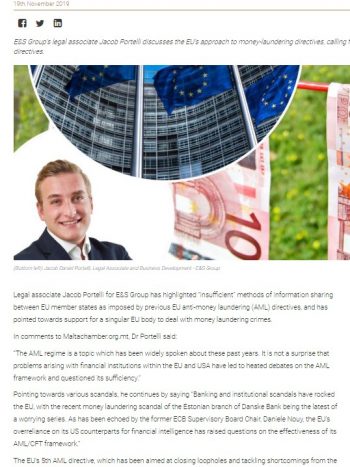 19th November 2019
E&S Group's legal associate Jacob Portelli discusses the EU's approach to money-laundering directives, calling
directives.
10
(Bottom left) Jacob Daniel Portelli, Legal Associate and Business Development - E&S Group
Legal associate Jacob Portelli for E&S Group has highlighted "insufficient" methods of information sharing
between EU member states as imposed by previous EU anti-money laundering (AML) directives, and has
pointed towards support for a singular EU body to deal with money laundering crimes.
In comments to Maltachamber.org.mt, Dr Portelli said:
"The AML regime is a topic which has been widely spoken about these past years. It is not a surprise that
problems arising with financial institutions within the EU and USA have led to heated debates on the AML
framework and questioned its sufficiency."
Pointing towards various scandals, he continues by saying "Banking and institutional scandals have rocked
the EU, with the recent money laundering scandal of the Estonian branch of Danske Bank being the latest of
a worrying series. As has been echoed by the former ECB Supervisory Board Chair, Daniele Nouy, the EU's
overreliance on its US counterparts for financial intelligence has raised questions on the effectiveness of its
AML/CFT framework."
The EU's 5th AML directive, which has been aimed at closing loopholes and tackling shortcomings from the